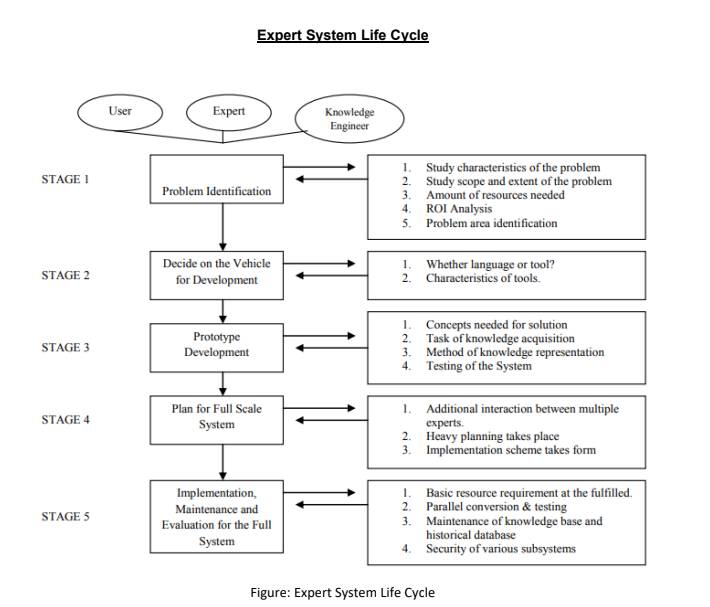 Expert System Life Cycle
User
Expert
Knowledge
Engineer
STAGE 1
Problem Identification
1. Study characteristics of the problem
2. Study scope and extent of the problem
3. Amount of resources needed
4. ROI Analysis
5. Problem area identification
STAGE 2
Decide on the Vehicle
for Development
1. Whether language or tool?
2. Characteristics of tools.
STAGE 3
Prototype
Development
1. Concepts needed for solution
2. Task of knowledge acquisition
3. Method of knowledge representation
4. Testing of the System
STAGE 4
Plan for Full Scale
System
1. Additional interaction between multiple
experts.
2. Heavy planning takes place
3. Implementation scheme takes form
STAGE 5
Implementation,
Maintenance and
Evaluation for the Full
System
1. Basic resource requirement at the fulfilled.
2. Parallel conversion & testing
3. Maintenance of knowledge base and
historical database
4. Security of various subsystems
Figure: Expert System Life Cycle